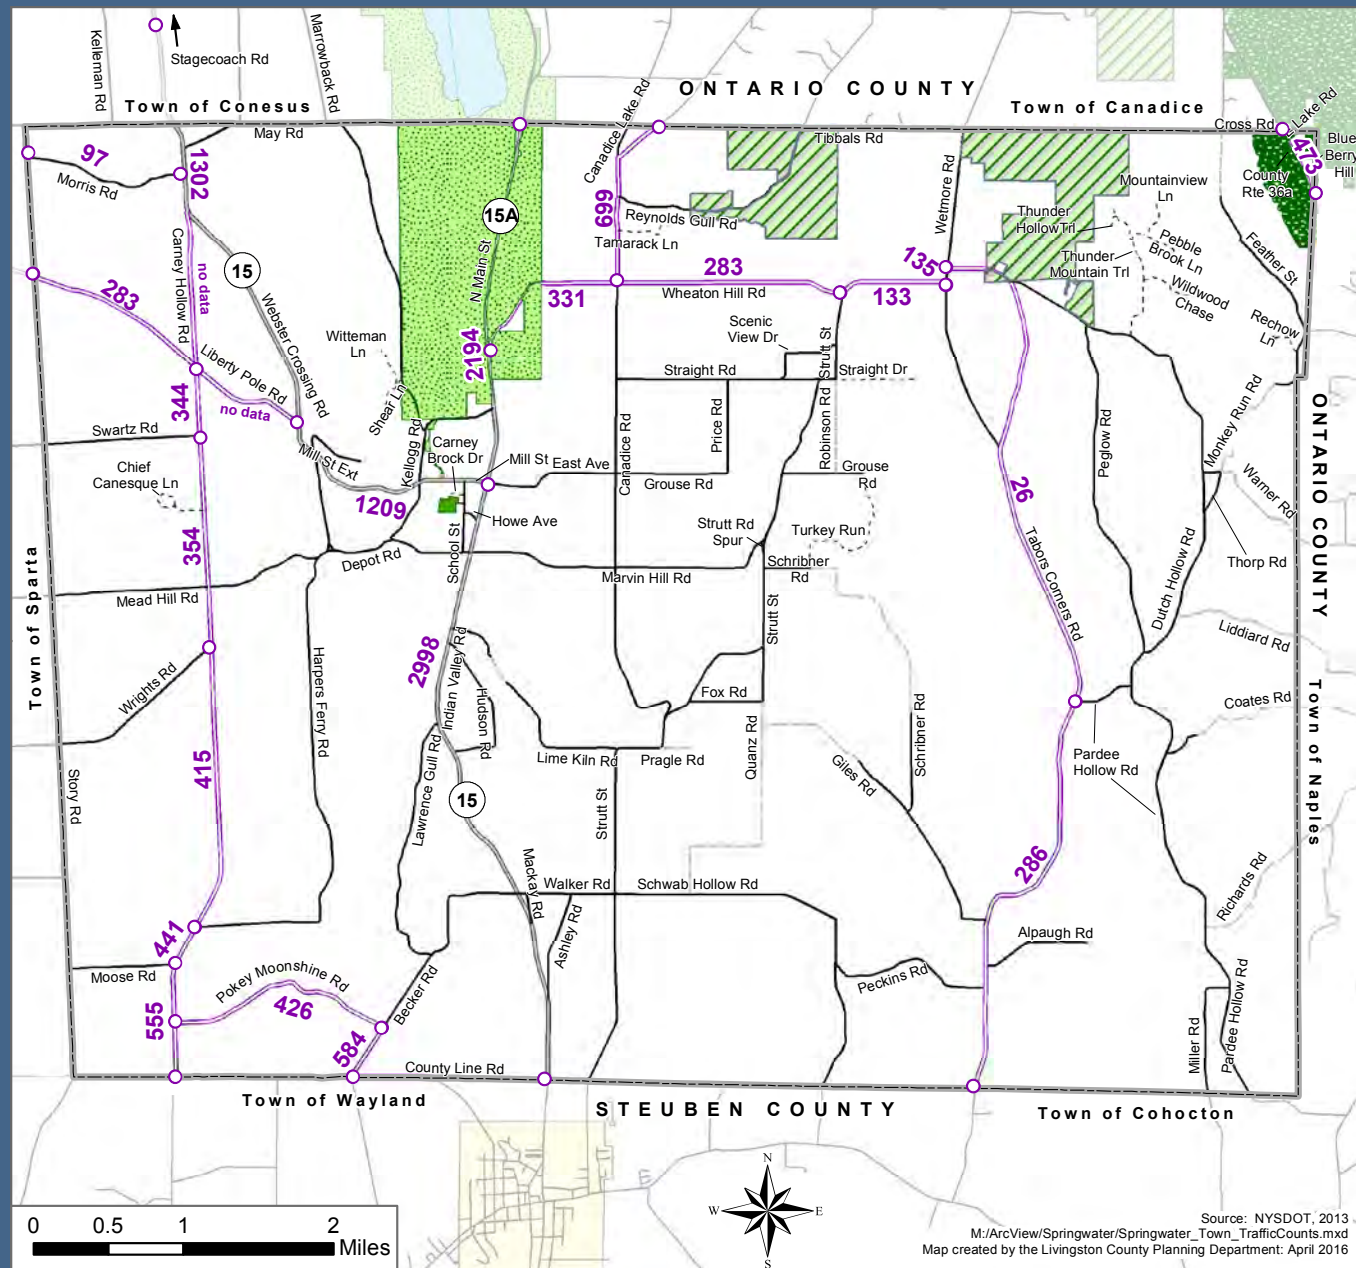 Stagecoach Rd
Kelleman Rd
Marrowback Rd
ONTARIO COUNTY
Town of Conesus
Town of Canadice
Canadice Lake Rd
Cross Rd
Lake Rd
May Rd
Tibbals Rd
97
Morris Rd
1302
473
Blue
Berry
Hill
County
Rte 36a
Mountainview
Ln
15A
699
Reynolds Gull Rd
Tamarack Ln
Wetmore Rd
Thunder
Hollow Trl
Thunder
Mountain Trl
Pebble
Brook Ln
Wildwood
Chase
Feather St
Carney Hollow Rd
no data
15
N Main St
283
331
283
Wheaton Hill Rd
133
135
Webster Crossing Rd
Witteman
Ln
Shear Ln
2194
Scenic
View Dr
Strutt St
Rechow
Ln
Liberty Pole Rd
no data
344
Straight Rd
Straight Dr
Swartz Rd
Price Rd
Robinson Rd
Monkey Run Rd
Peglow Rd
ONTARIO COUNTY
Kellogg Rd
Carney
Brock Dr
Mill St Ext
Mill St
East Ave
Canadice Rd
Grouse Rd
Grouse
Rd
Chief
Canesque Ln
1209
Howe Ave
26
Warner Rd
354
School St
Strutt Rd
Spur
Turkey Run
Depot Rd
Marvin Hill Rd
Schribner
Rd
Thorp Rd
Tabors Corners Rd
Dutch Hollow Rd
Mead Hill Rd
Town of Sparta
Strutt St
Liddiard Rd
Wrights Rd
Harpers Ferry Rd
2998
Indian Valley Rd
Hudson Rd
Fox Rd
Coates Rd
Town of Naples
Schribner Rd
Story Rd
415
Lawrence Gull Rd
Lime Kiln Rd
Pragle Rd
Quanz Rd
Giles Rd
Pardee
Hollow Rd
15
Strutt St
Mackay Rd
286
Walker Rd
Schwab Hollow Rd
Richards Rd
Ashley Rd
441
Alpaugh Rd
Moose Rd
Pokey Moonshine Rd
426
Becker Rd
Peckins Rd
Pardee Hollow Rd
555
584
Miller Rd
County Line Rd
Town of Wayland
STEUBEN COUNTY
Town of Cohocton
N
W
E
S
0 0.5 1 2
Miles
Source: NYSDOT, 2013
M:/ArcView/Springwater/Springwater_Town_TrafficCounts.mxd
Map created by the Livingston County Planning Department: April 2016